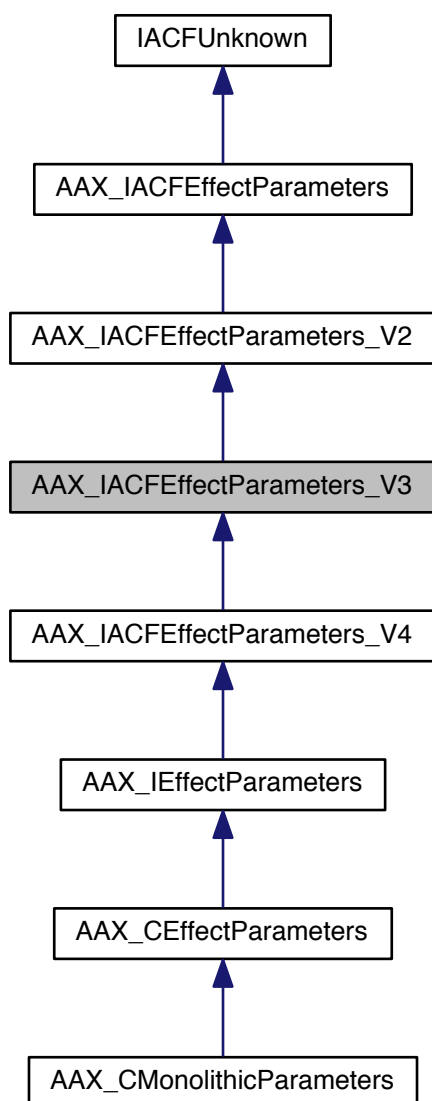 IACFUnknown
AAX_IACFEffectParameters
AAX_IACFEffectParameters_V2
AAX_IACFEffectParameters_V3
AAX_IACFEffectParameters_V4
AAX_IEffectParameters
AAX_CEffectParameters
AAX_CMonolithicParameters